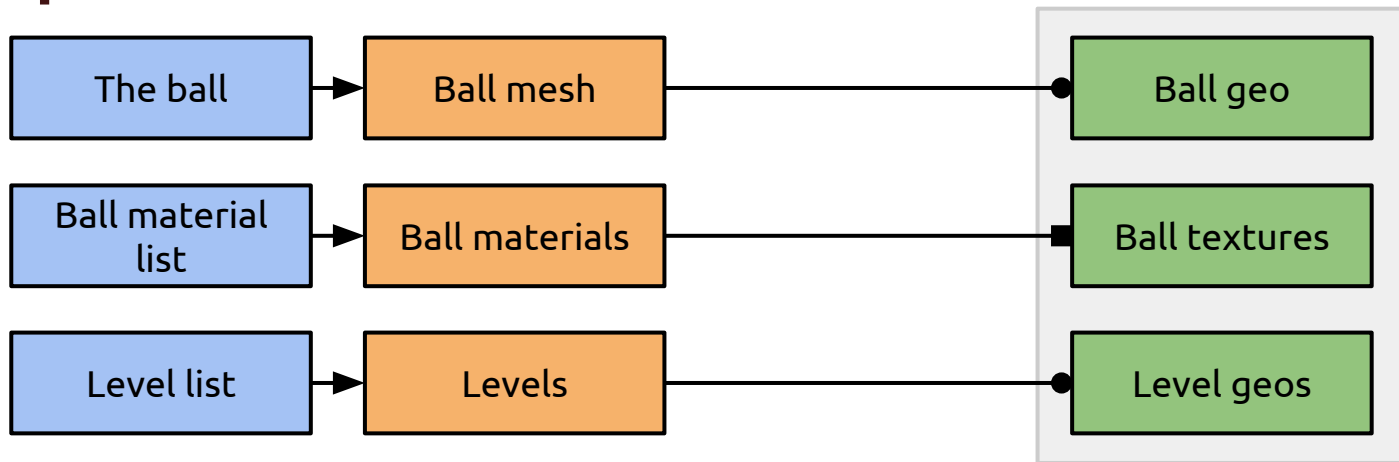 The ball
Ball mesh
Ball geo
Ball material
list
Ball materials
Ball textures
Level list
Levels
Level geos